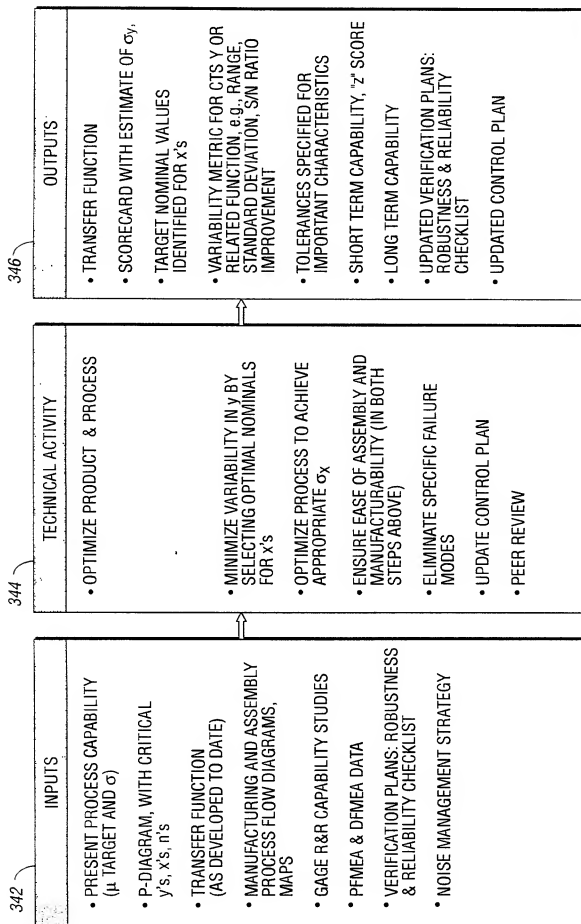 342
INPUTS
• PRESENT PROCESS CAPABILITY
(μ TARGET AND σ)
• P-DIAGRAM, WITH CRITICAL
y's, x's, n's
• TRANSFER FUNCTION
(AS DEVELOPED TO DATE)
• MANUFACTURING AND ASSEMBLY
PROCESS FLOW DIAGRAMS,
MAPS
• GAGE R&R CAPABILITY STUDIES
• PFMEA & DFMEA DATA
• VERIFICATION PLANS: ROBUSTNESS
& RELIABILITY CHECKLIST
• NOISE MANAGEMENT STRATEGY
344
TECHNICAL ACTIVITY
• OPTIMIZE PRODUCT & PROCESS
• MINIMIZE VARIABILITY IN y BY
SELECTING OPTIMAL NOMINALS
FOR x's
• OPTIMIZE PROCESS TO ACHIEVE
APPROPRIATE σx
• ENSURE EASE OF ASSEMBLY AND
MANUFACTURABILITY (IN BOTH
STEPS ABOVE)
• ELIMINATE SPECIFIC FAILURE
MODES
• UPDATE CONTROL PLAN
• PEER REVIEW
346
OUTPUTS
• TRANSFER FUNCTION
• SCORECARD WITH ESTIMATE OF σy,
• TARGET NOMINAL VALUES
IDENTIFIED FOR x's
• VARIABILITY METRIC FOR CTS Y OR
RELATED FUNCTION, e.g., RANGE,
STANDARD DEVIATION, S/N RATIO
IMPROVEMENT
• TOLERANCES SPECIFIED FOR
IMPORTANT CHARACTERISTICS
• SHORT TERM CAPABILITY, "z" SCORE
• LONG TERM CAPABILITY
• UPDATED VERIFICATION PLANS:
ROBUSTNESS & RELIABILITY
CHECKLIST
• UPDATED CONTROL PLAN